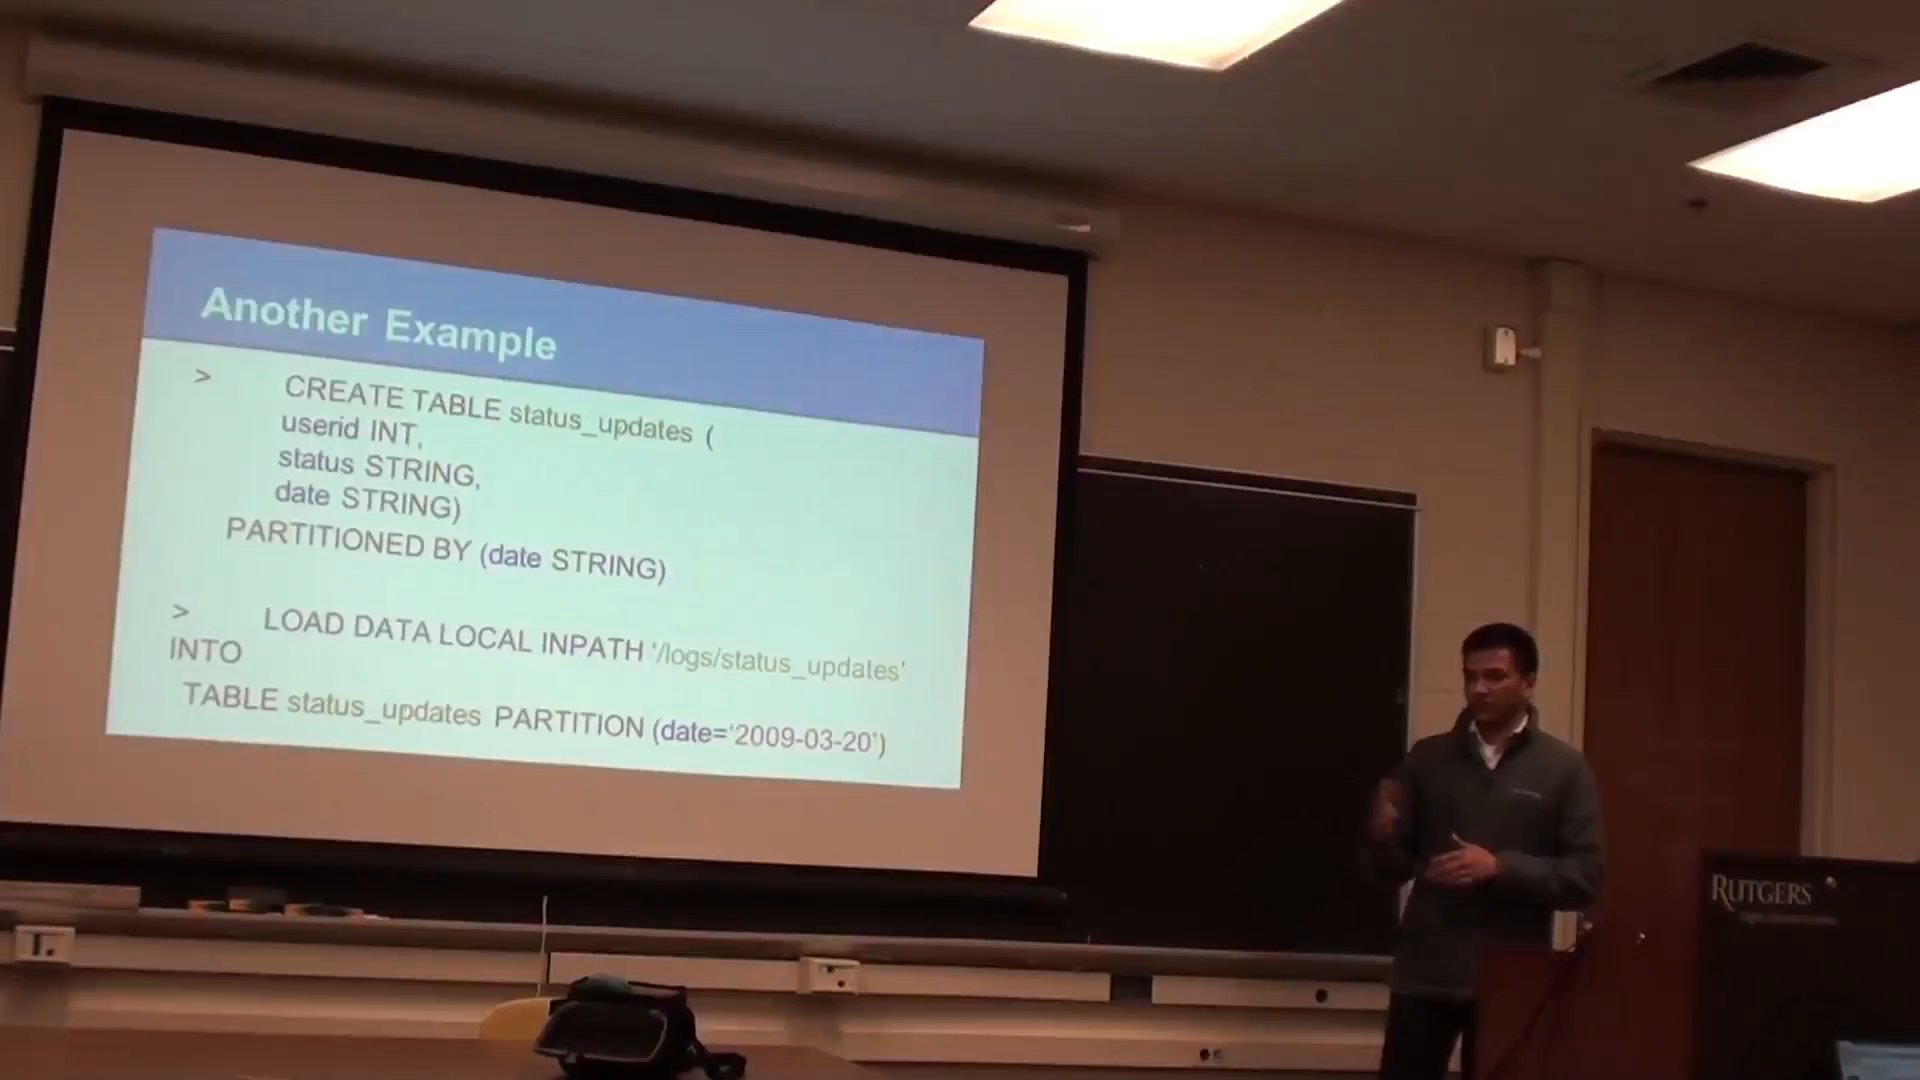 Another Example
> CREATE TABLE status_updates (
userid INT,
status STRING,
date STRING)
PARTITIONED BY (date STRING)
> LOAD DATA LOCAL INPATH '/logs/status_updates'
INTO
TABLE status_updates PARTITION (date='2009-03-20')
RUTGERS